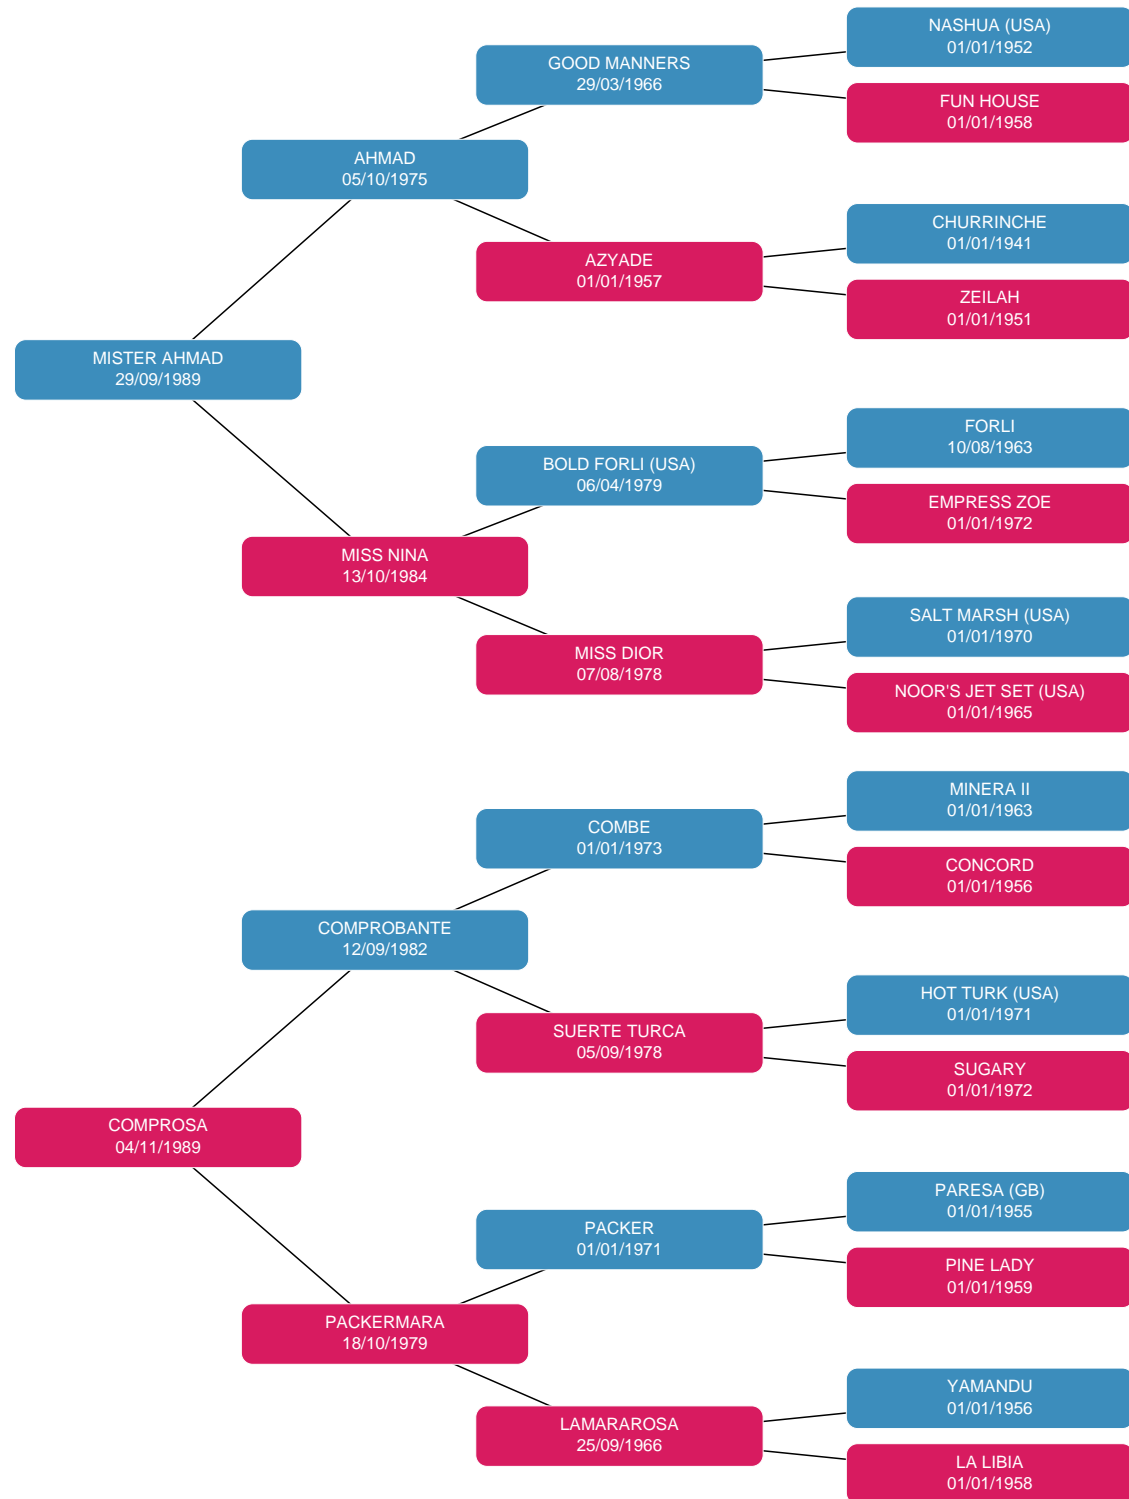 NASHUA (USA)
01/01/1952
GOOD MANNERS
29/03/1966
FUN HOUSE
01/01/1958
AHMAD
05/10/1975
CHURRINCHE
01/01/1941
AZYADE
01/01/1957
ZEILAH
01/01/1951
MISTER AHMAD
29/09/1989
FORLI
10/08/1963
BOLD FORLI (USA)
06/04/1979
EMPRESS ZOE
01/01/1972
MISS NINA
13/10/1984
SALT MARSH (USA)
01/01/1970
MISS DIOR
07/08/1978
NOOR'S JET SET (USA)
01/01/1965
MINERA II
01/01/1963
COMBE
01/01/1973
CONCORD
01/01/1956
COMPROBANTE
12/09/1982
HOT TURK (USA)
01/01/1971
SUERTE TURCA
05/09/1978
SUGARY
01/01/1972
COMPROSA
04/11/1989
PARESA (GB)
01/01/1955
PACKER
01/01/1971
PINE LADY
01/01/1959
PACKERMARA
18/10/1979
YAMANDU
01/01/1956
LAMARAROSA
25/09/1966
LA LIBIA
01/01/1958